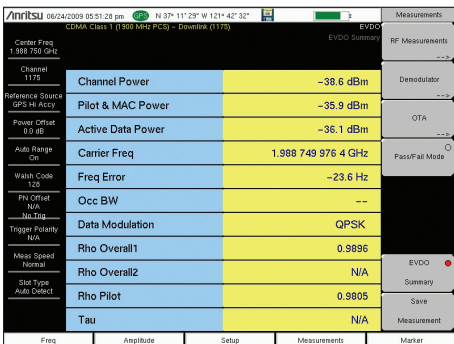 Anritsu 06/24/2009 05:51:28 pm GPS N 37° 11' 29" W 121° 42' 32"
Measurements
CDMA Class 1 (1900 MHz PCS) - Downlink (1175)
EVDO
EVDO Summary
Center Freq
1.988 750 GHz
Channel
1175
Reference Source
GPS Hi Accy
Power Offset
0.0 dB
Auto Range
On
Walsh Code
128
PN Offset
N/A
No Trig
Trigger Polarity
N/A
Meas Speed
Normal
Slot Type
Auto Detect
Channel Power -38.6 dBm
Pilot & MAC Power -35.9 dBm
Active Data Power -36.1 dBm
Carrier Freq 1.988 749 976 4 GHz
Freq Error -23.6 Hz
Occ BW --
Data Modulation QPSK
Rho Overall1 0.9896
Rho Overall2 N/A
Rho Pilot 0.9805
Tau N/A
RF Measurements
-->
Demodulator
-->
OTA
-->
Pass/Fail Mode
EVDO
Summary
Save
Measurement
Freq Amplitude Setup Measurements Marker